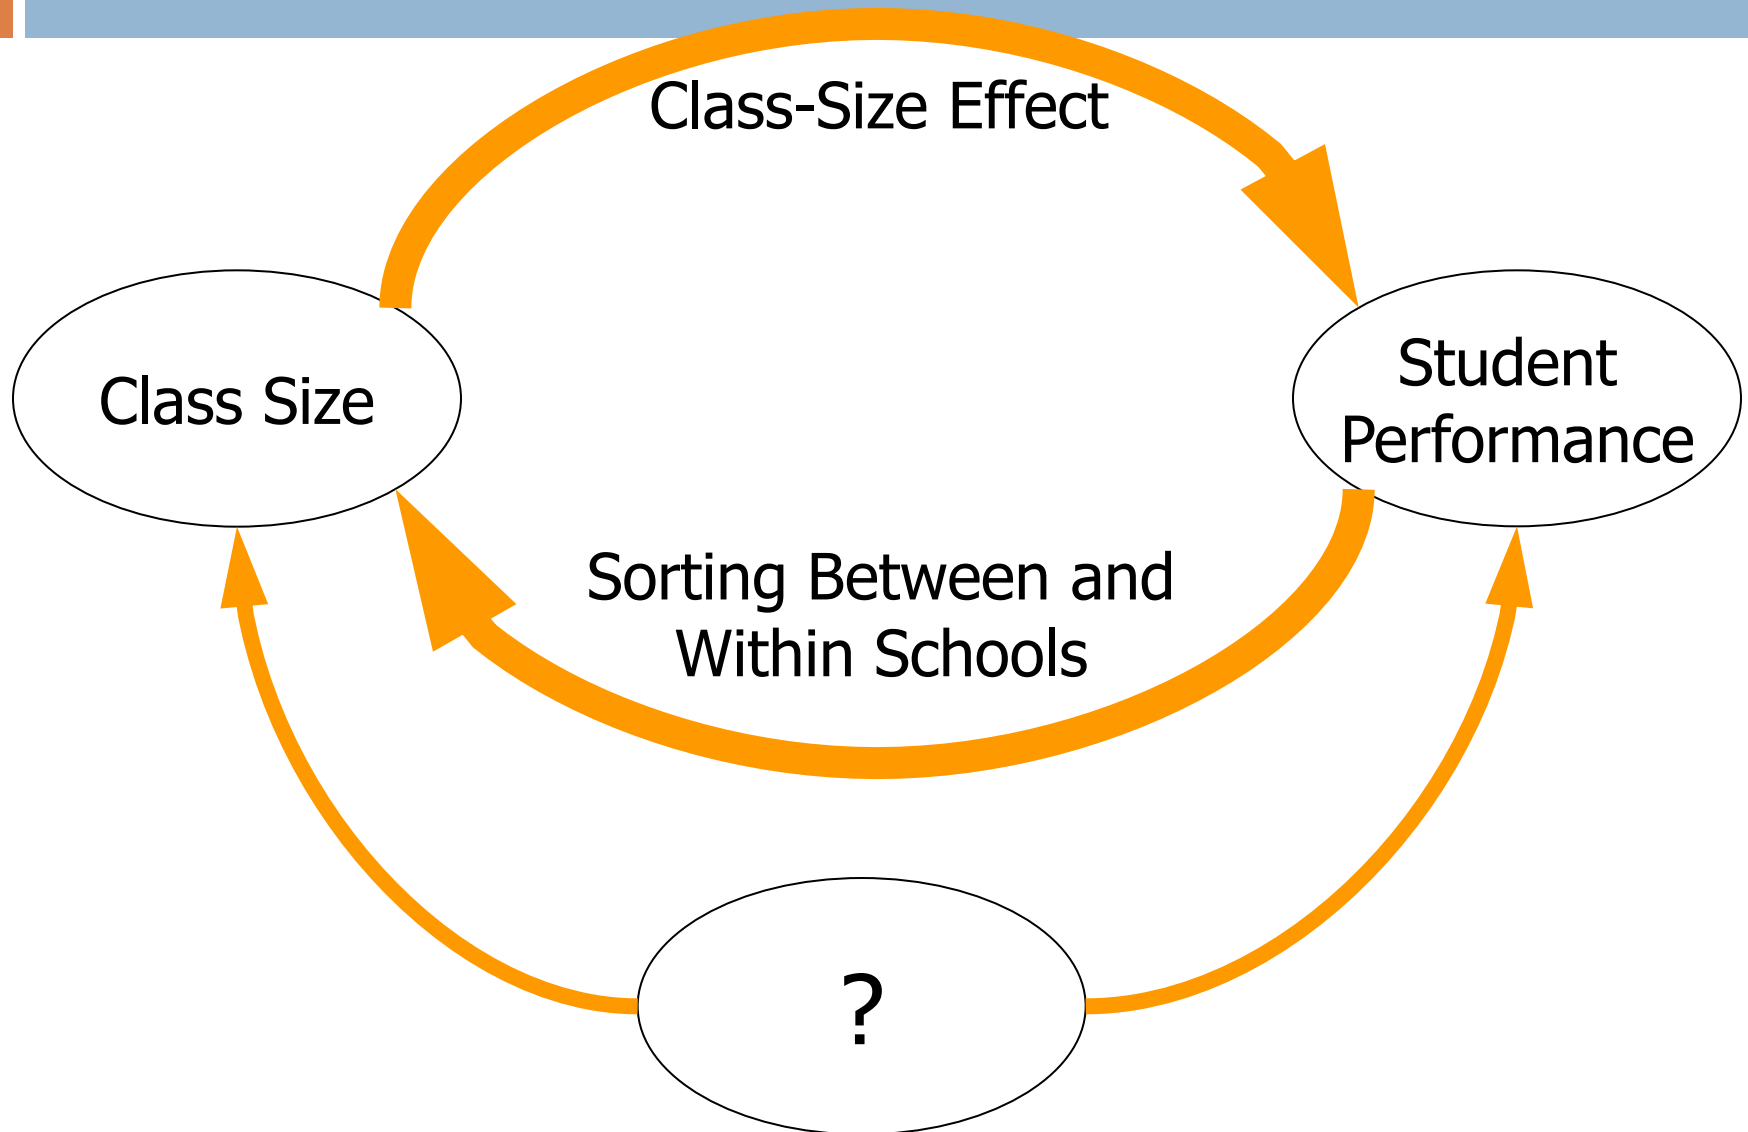 Class-Size Effect
Class Size
Student
Performance
Sorting Between and
Within Schools
?